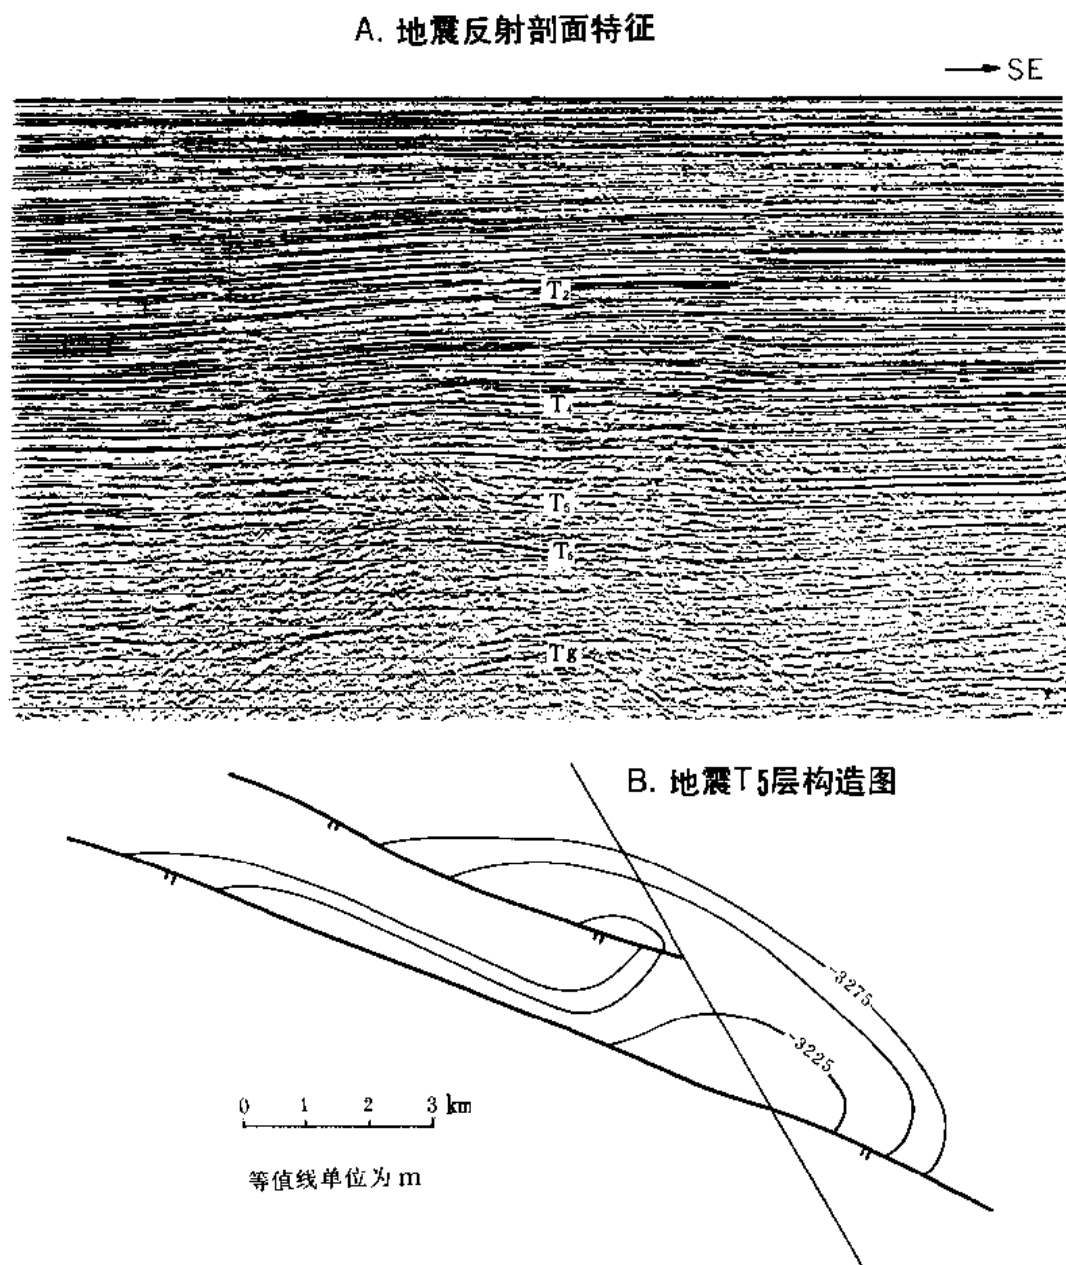 A. 地震反射剖面特征
SE
T₂
T₄
T₅
T₆
Tg
B. 地震T5层构造图
-3275
-3225
0 1 2 3 km
等值线单位为 m